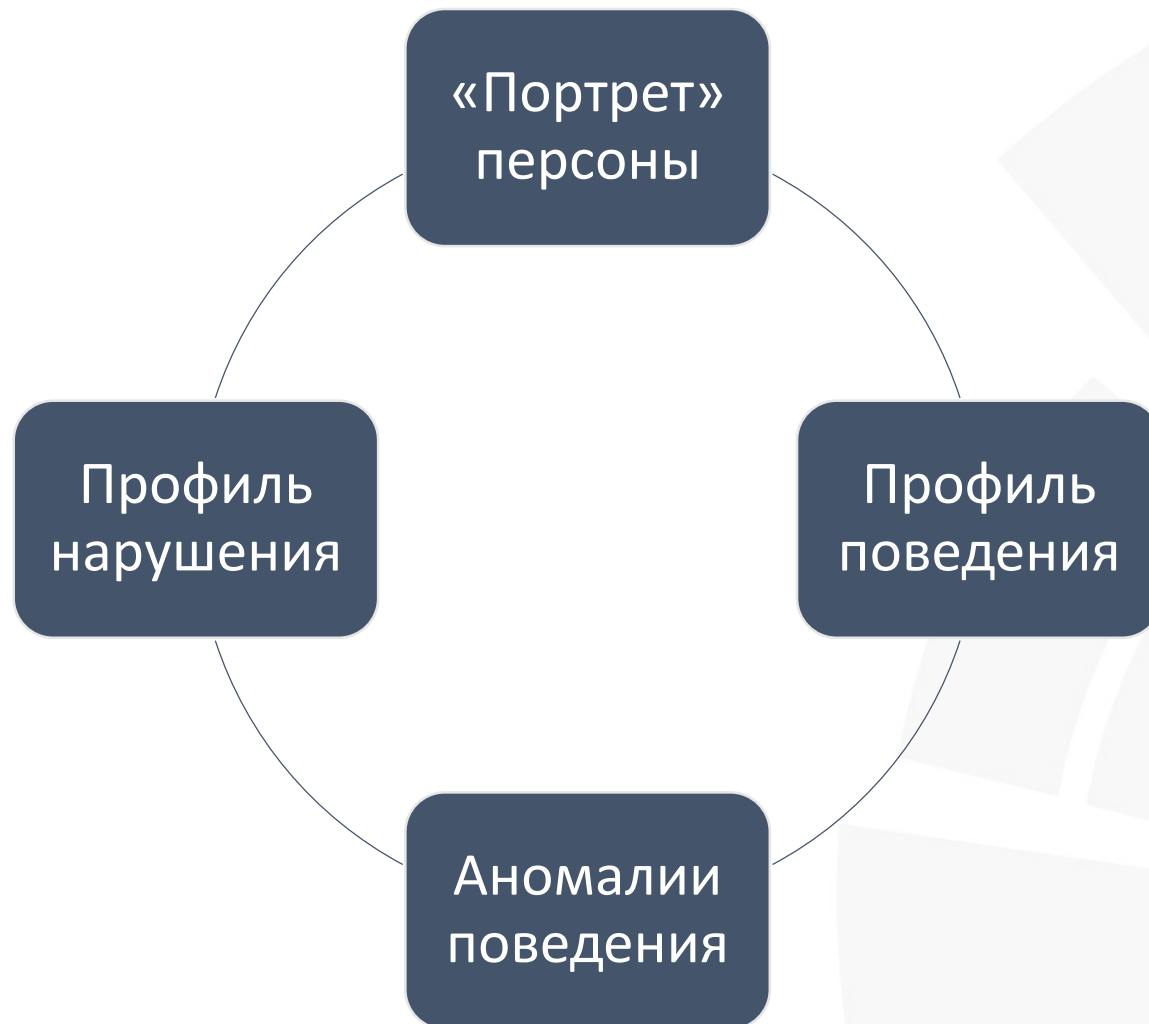 «Портрет»
персоны
Профиль
нарушения
Профиль
поведения
Аномалии
поведения